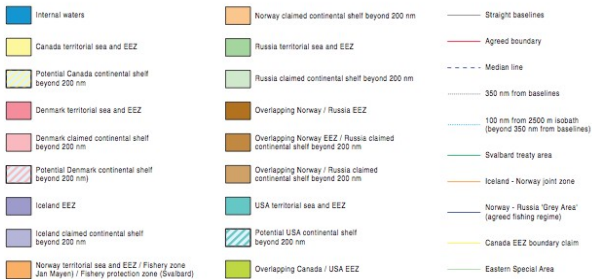 Internal waters
Canada territorial sea and EEZ
Potential Canada continental shelf
beyond 200 nm
Denmark territorial sea and EEZ
Denmark claimed continental shelf
beyond 200 nm
Potential Denmark continental shelf
beyond 200 nm)
Iceland EEZ
Iceland claimed continental shelf
beyond 200 nm
Norway territorial sea and EEZ / Fishery zone
Jan Mayen) / Fishery protection zone (Svalbard)
Norway claimed continental shelf beyond 200 nm
Russia territorial sea and EEZ
Russia claimed continental shelf beyond 200 nm
Overlapping Norway / Russia EEZ
Overlapping Norway EEZ / Russia claimed
continental shelf beyond 200 nm
Overlapping Norway / Russia claimed
continental shelf beyond 200 nm
USA territorial sea and EEZ
Potential USA continental shelf
beyond 200 nm
Overlapping Canada / USA EEZ
Straight baselines
Agreed boundary
Median line
350 nm from baselines
100 nm from 2500 m isobath
(beyond 350 nm from baselines)
Svalbard treaty area
Iceland - Norway joint zone
Norway - Russia 'Grey Area'
(agreed fishing regime)
Canada EEZ boundary claim
Eastern Special Area